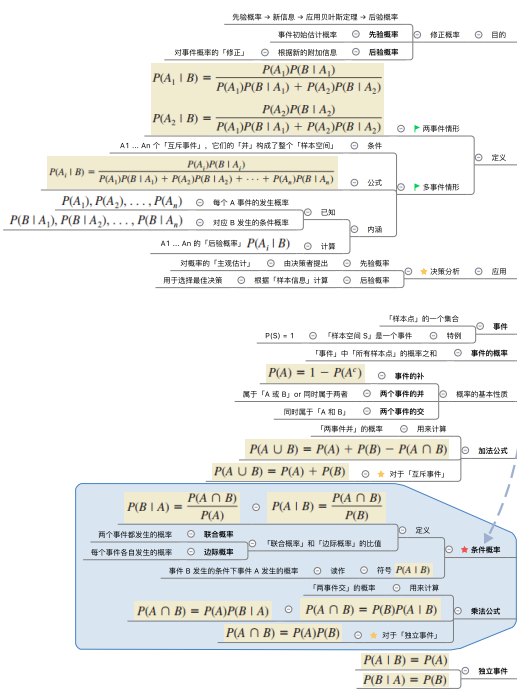 先验概率 → 新信息 → 应用贝叶斯定理 → 后验概率
事件初始估计概率 先验概率 修正概率 目的
对事件概率的「修正」 根据新的附加信息 后验概率
P(A₁ | B) = P(A₁)P(B | A₁) / P(A₁)P(B | A₁) + P(A₂)P(B | A₂)
P(A₂ | B) = P(A₂)P(B | A₂) / P(A₁)P(B | A₁) + P(A₂)P(B | A₂)
两事件情形
A1 ... An 个「互斥事件」，它们的「并」构成了整个「样本空间」 条件
定义
P(Aᵢ | B) = P(Aᵢ)P(B | Aᵢ) / P(A₁)P(B | A₁) + P(A₂)P(B | A₂) + · · · + P(Aₙ)P(B | Aₙ) 公式 多事件情形
P(A₁), P(A₂), . . . , P(Aₙ) 每个 A 事件的发生概率
已知
P(B | A₁), P(B | A₂), . . . , P(B | Aₙ) 对应 B 发生的条件概率
内涵
A1 ... An 的「后验概率」P(Aᵢ | B) 计算
对概率的「主观估计」 由决策者提出 先验概率
决策分析 应用
用于选择最佳决策 根据「样本信息」计算 后验概率
「样本点」的一个集合
事件
P(S) = 1 「样本空间 S」是一个事件 特例
「事件」中「所有样本点」的概率之和 事件的概率
P(A) = 1 − P(Aᶜ) 事件的补
属于「A 或 B」or 同时属于两者 两个事件的并 概率的基本性质
同时属于「A 和 B」 两个事件的交
「两事件并」的概率 用来计算
P(A ∪ B) = P(A) + P(B) − P(A ∩ B) 加法公式
P(A ∪ B) = P(A) + P(B) 对于「互斥事件」
P(B | A) = P(A ∩ B) / P(A) P(A | B) = P(A ∩ B) / P(B)
定义
两个事件都发生的概率 联合概率
「联合概率」和「边际概率」的比值
每个事件各自发生的概率 边际概率
条件概率
事件 B 发生的条件下事件 A 发生的概率 读作 符号 P(A | B)
「两事件交」的概率 用来计算
P(A ∩ B) = P(A)P(B | A) P(A ∩ B) = P(B)P(A | B) 乘法公式
P(A ∩ B) = P(A)P(B) 对于「独立事件」
P(A | B) = P(A)
独立事件
P(B | A) = P(B)